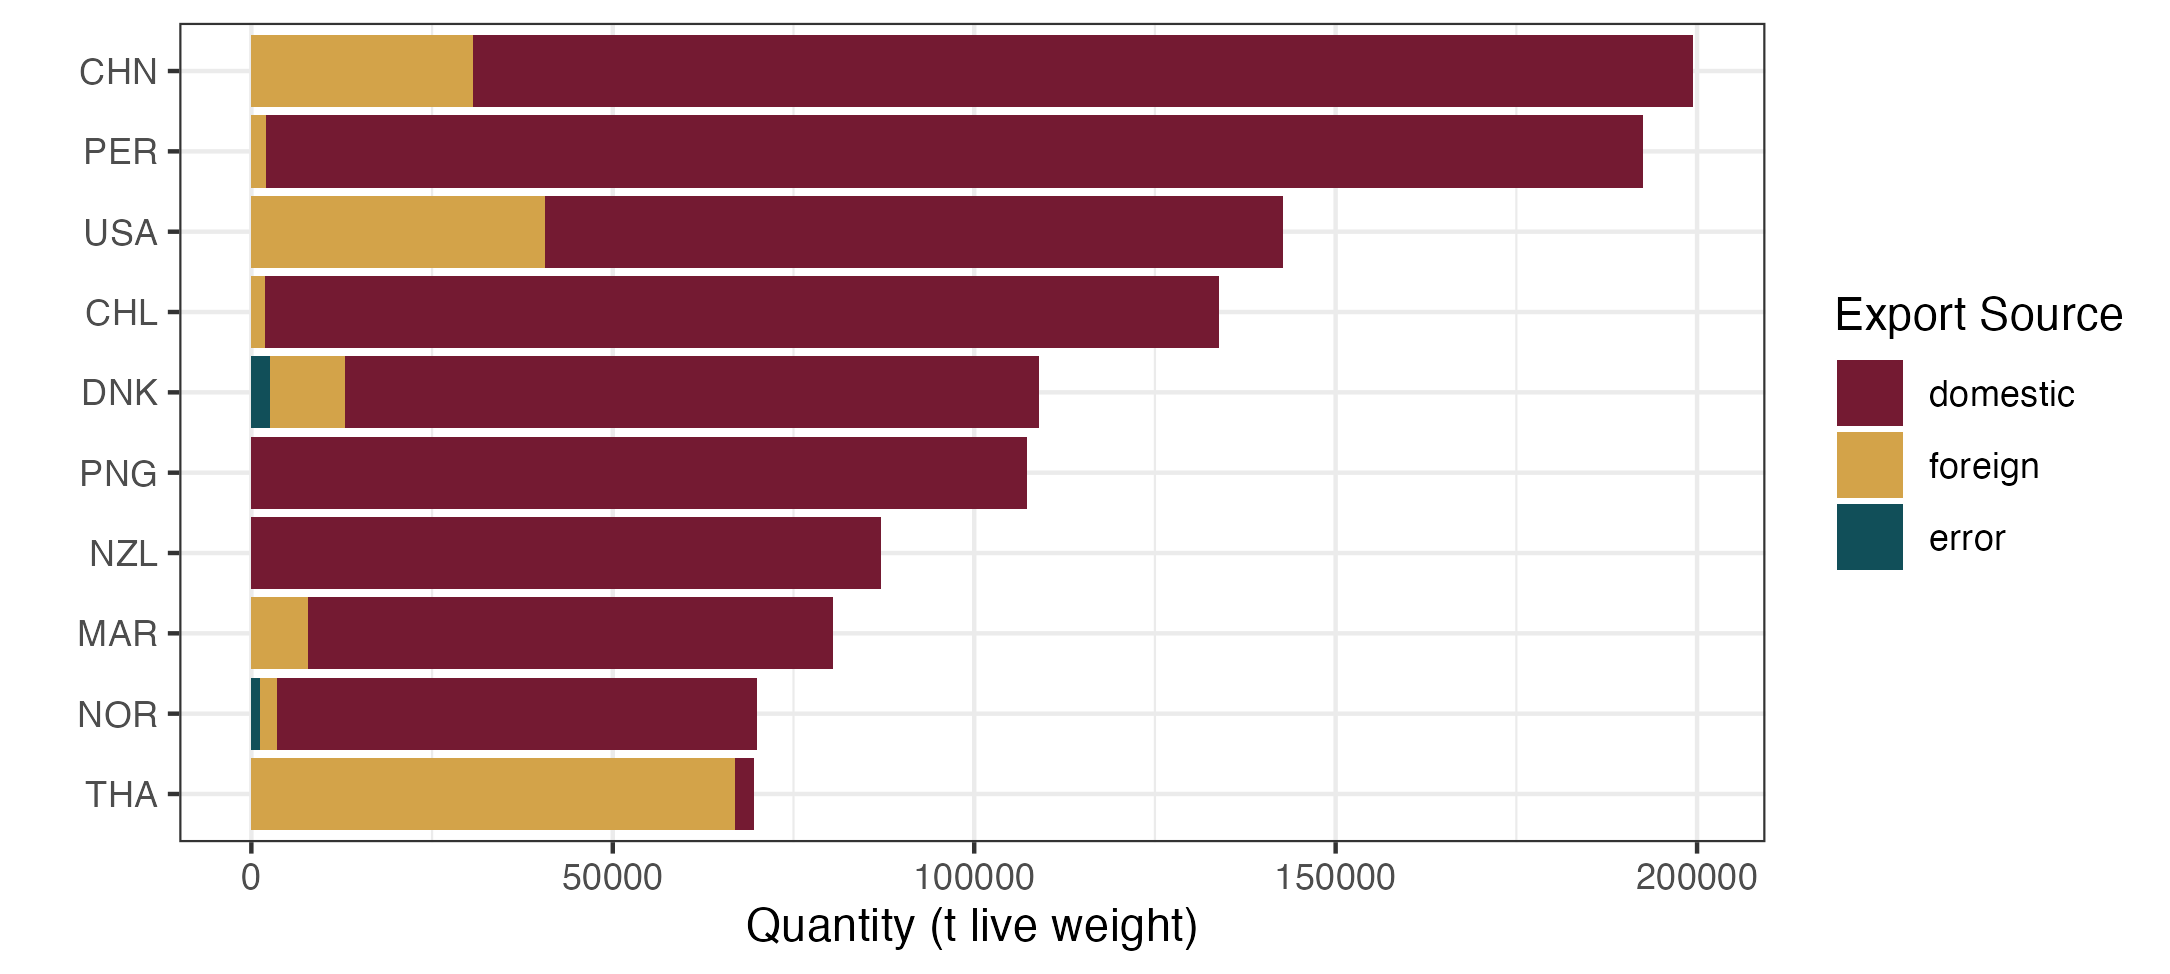 CHN
PER
USA
CHL
DNK
PNG
NZL
MAR
NOR
THA
0 50000 100000 150000 200000
Quantity (t live weight)
Export Source
domestic
foreign
error